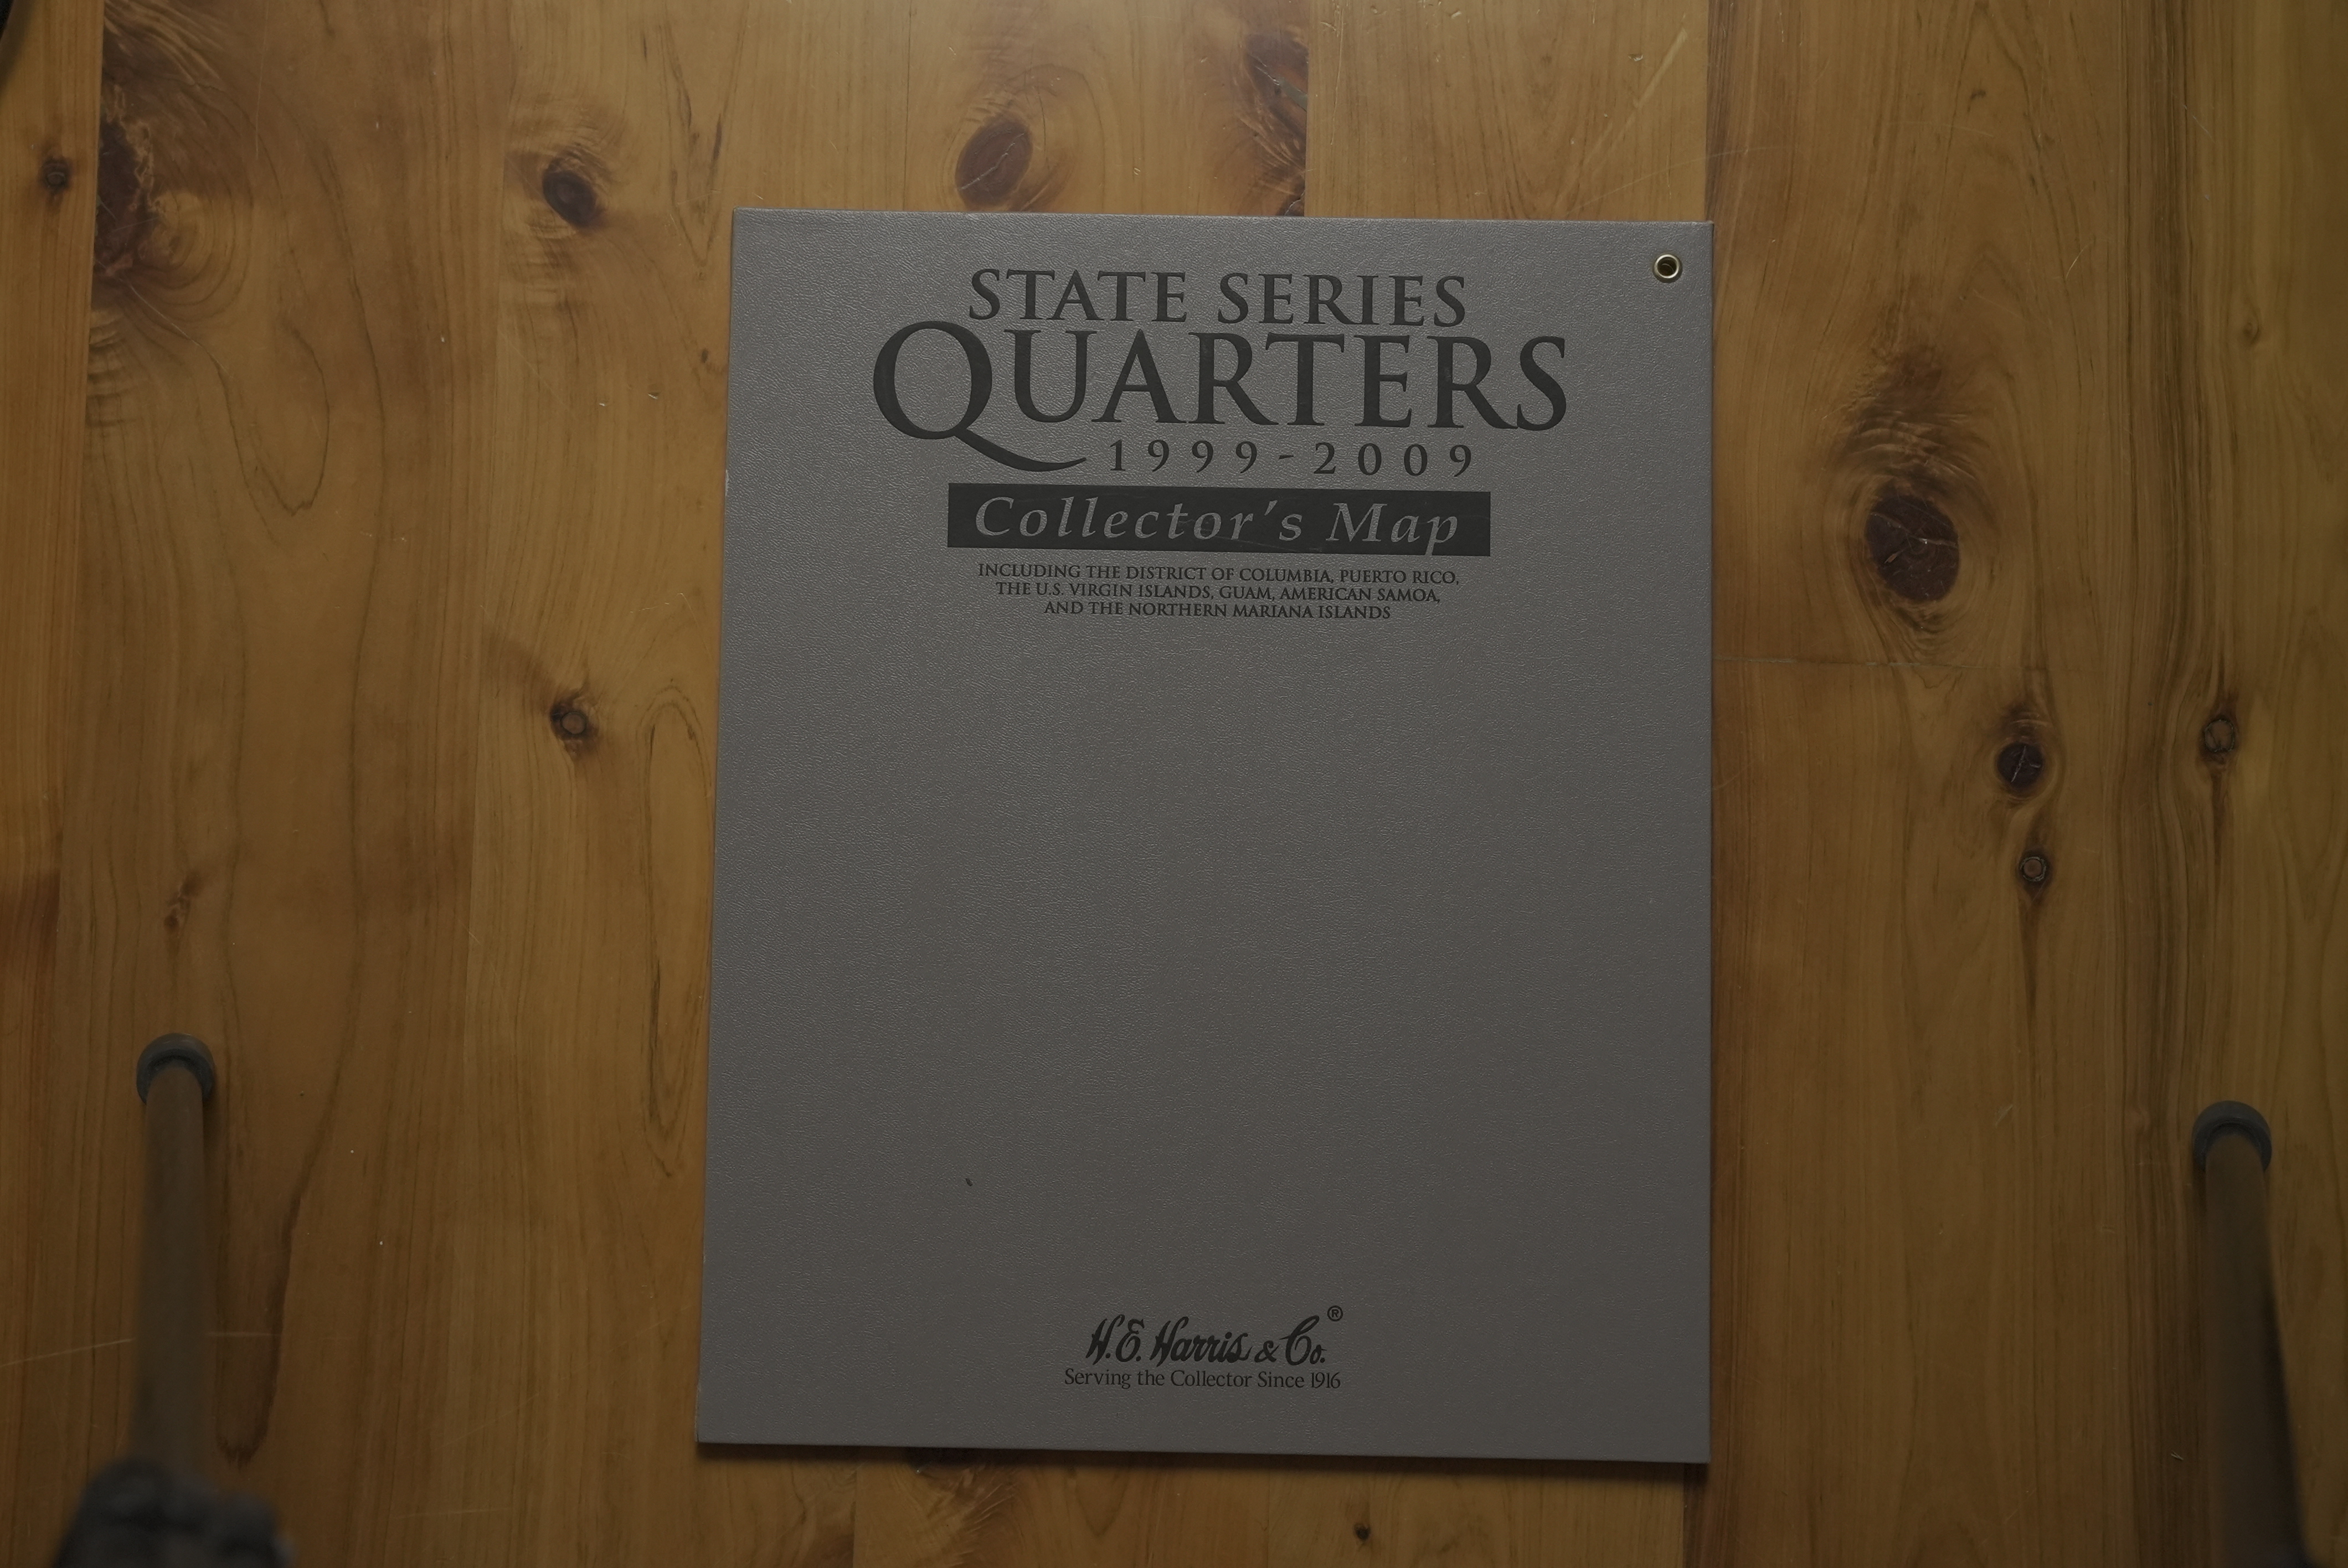 STATE SERIES
QUARTERS
1999-2009
Collector's Map
INCLUDING THE DISTRICT OF COLUMBIA, PUERTO RICO,
THE U.S. VIRGIN ISLANDS, GUAM, AMERICAN SAMOA,
AND THE NORTHERN MARIANA ISLANDS
H.E. Harris & Co.®
Serving the Collector Since 1916